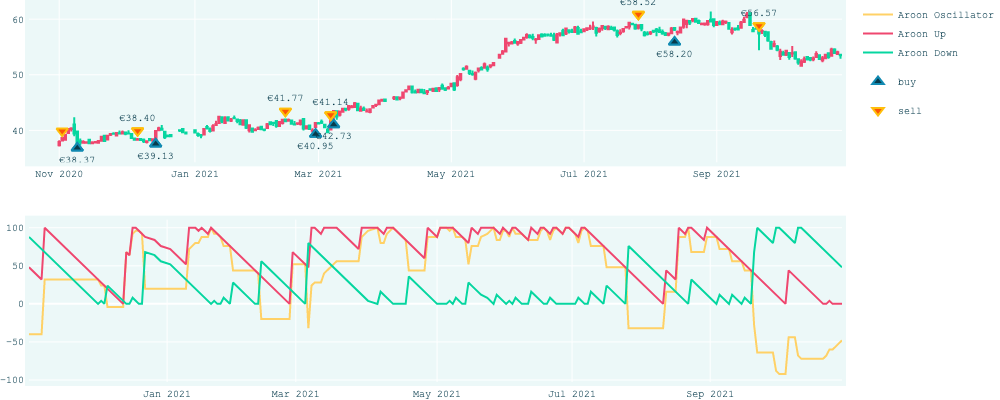 €58.52
60
€56.57
€58.20
50
€41.77
€41.14
€38.40
40
€42.73
€40.95
€39.13
€38.37
Nov 2020
Jan 2021
Mar 2021
May 2021
Jul 2021
Sep 2021
Aroon Oscillator
Aroon Up
Aroon Down
buy
sell
100
50
0
−50
−100
Jan 2021
Mar 2021
May 2021
Jul 2021
Sep 2021